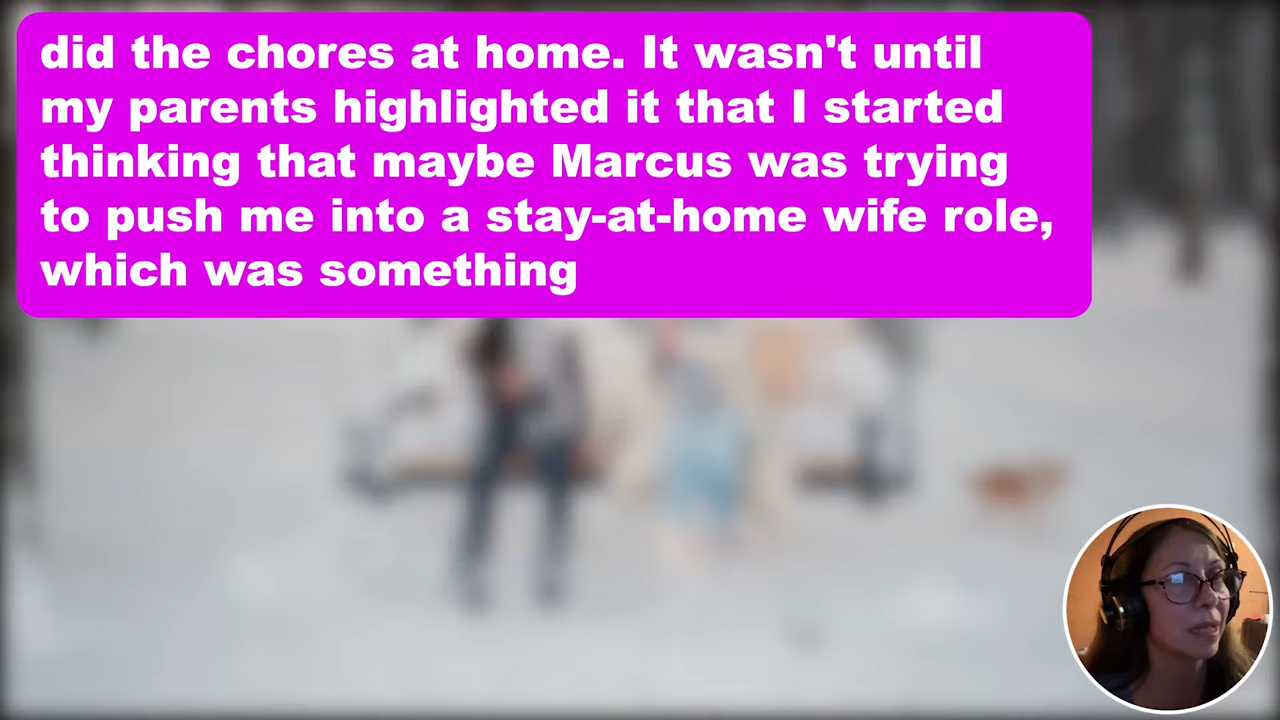 did the chores at home. It wasn't until
my parents highlighted it that I started
thinking that maybe Marcus was trying
to push me into a stay-at-home wife role,
which was something